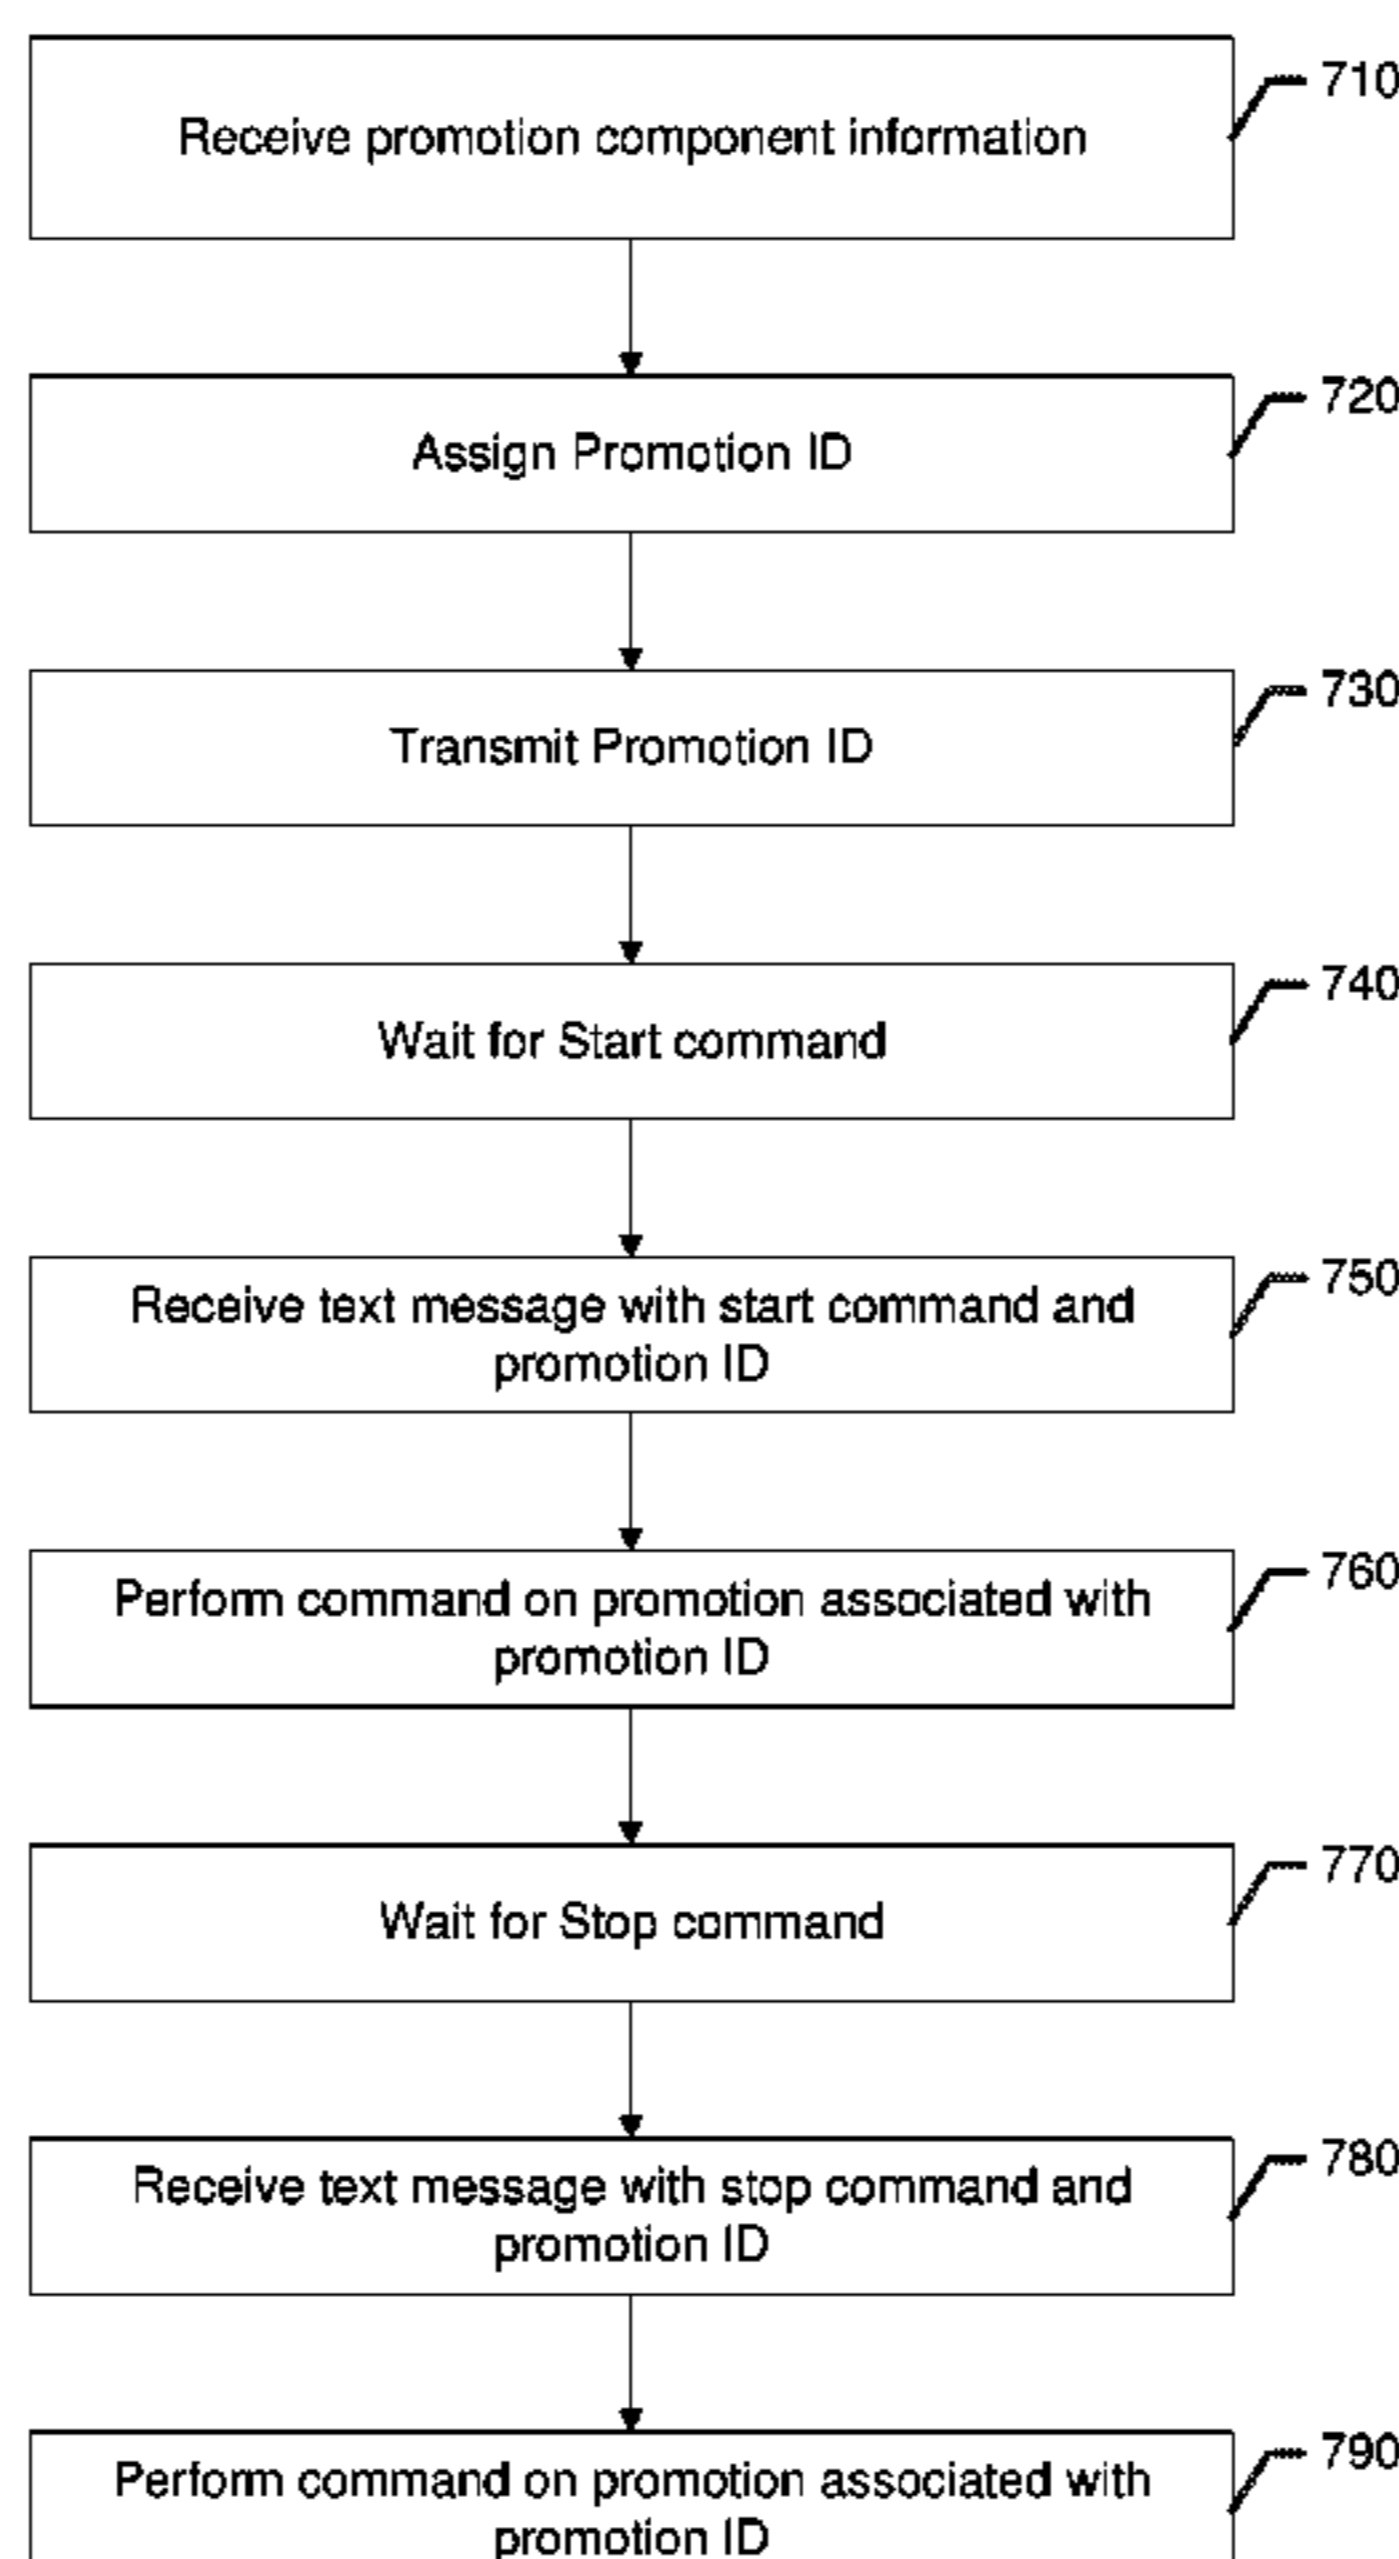 710
Receive promotion component information
720
Assign Promotion ID
730
Transmit Promotion ID
740
Wait for Start command
750
Receive text message with start command and
promotion ID
760
Perform command on promotion associated with
promotion ID
770
Wait for Stop command
780
Receive text message with stop command and
promotion ID
790
Perform command on promotion associated with
promotion ID